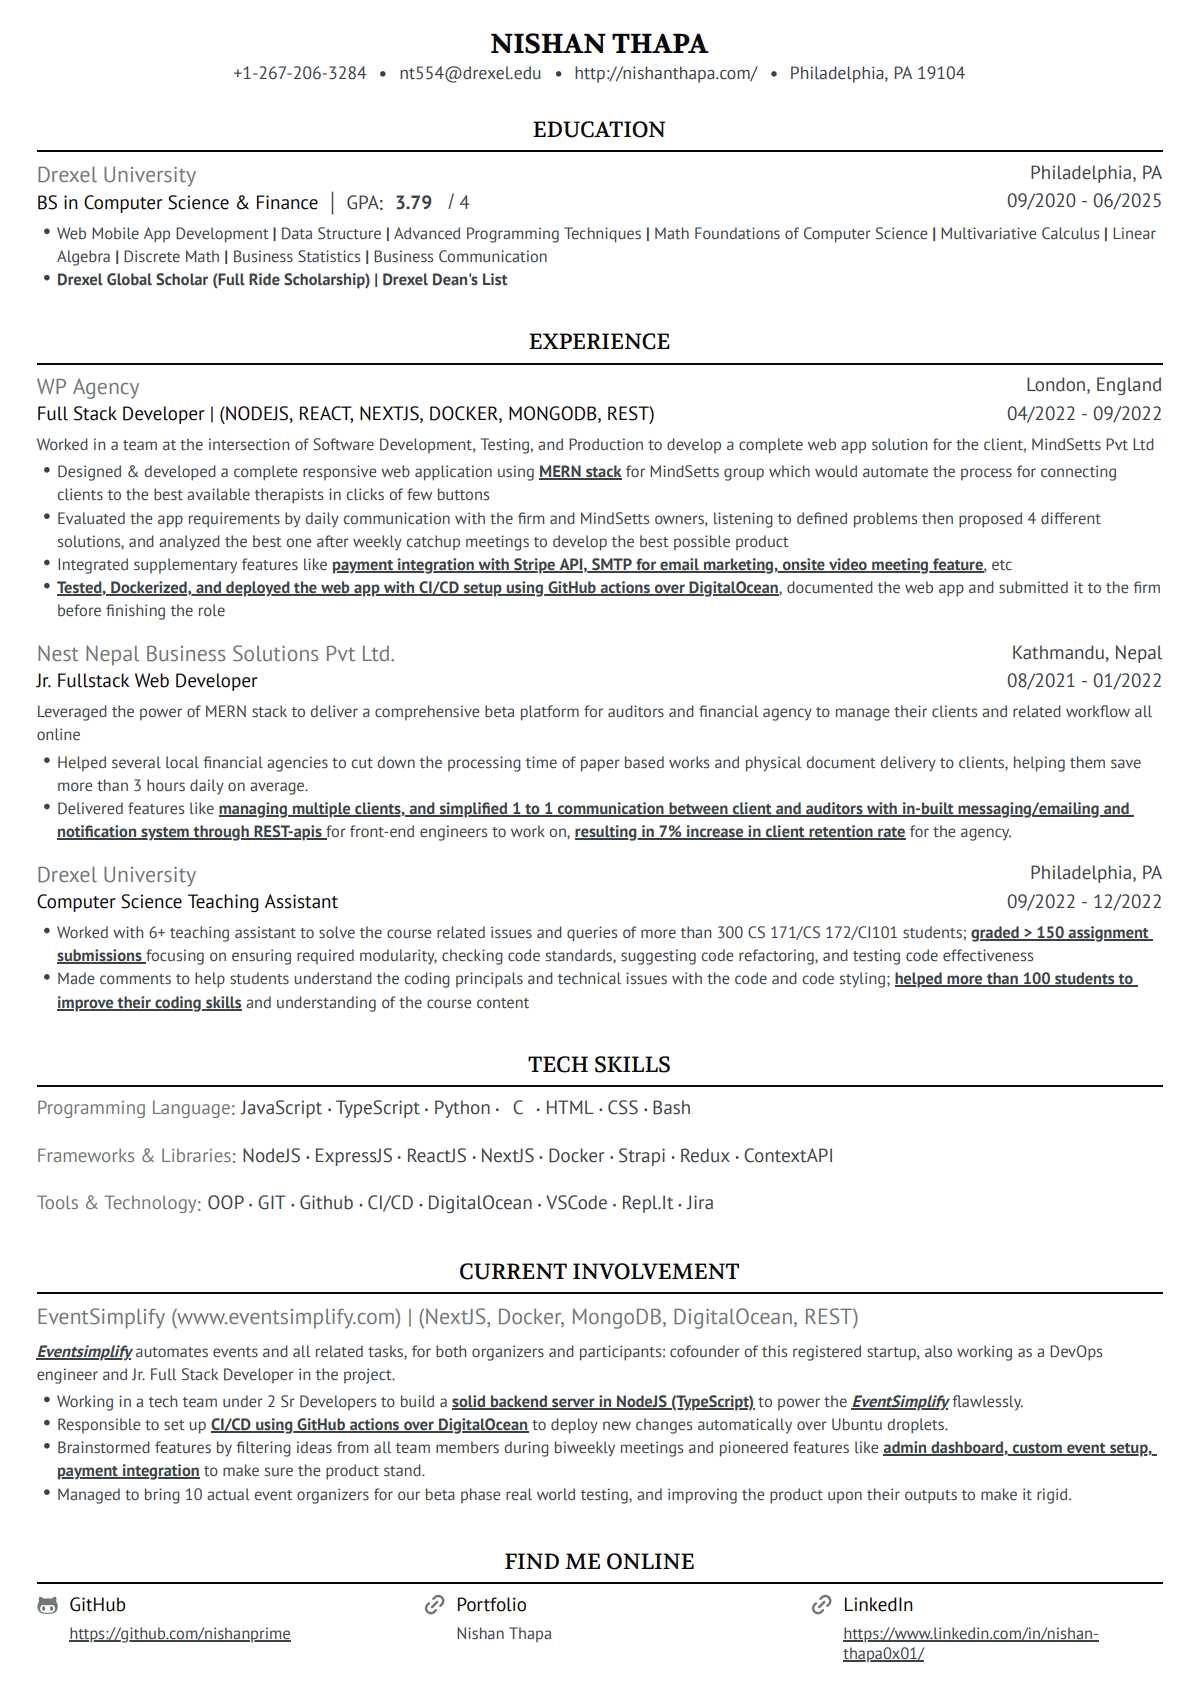 NISHAN THAPA
+1-267-206-3284 • nt554@drexel.edu • http://nishanthapa.com/ • Philadelphia, PA 19104
EDUCATION
Drexel University Philadelphia, PA
BS in Computer Science & Finance | GPA: 3.79 / 4 09/2020 - 06/2025
• Web Mobile App Development | Data Structure | Advanced Programming Techniques | Math Foundations of Computer Science | Multivariative Calculus | Linear
Algebra | Discrete Math | Business Statistics | Business Communication
• Drexel Global Scholar (Full Ride Scholarship) | Drexel Dean's List
EXPERIENCE
WP Agency London, England
Full Stack Developer | (NODEJS, REACT, NEXTJS, DOCKER, MONGODB, REST) 04/2022 - 09/2022
Worked in a team at the intersection of Software Development, Testing, and Production to develop a complete web app solution for the client, MindSetts Pvt Ltd
• Designed & developed a complete responsive web application using MERN stack for MindSetts group which would automate the process for connecting
clients to the best available therapists in clicks of few buttons
• Evaluated the app requirements by daily communication with the firm and MindSetts owners, listening to defined problems then proposed 4 different
solutions, and analyzed the best one after weekly catchup meetings to develop the best possible product
• Integrated supplementary features like payment integration with Stripe API, SMTP for email marketing, onsite video meeting feature, etc
• Tested, Dockerized, and deployed the web app with CI/CD setup using GitHub actions over DigitalOcean, documented the web app and submitted it to the firm
before finishing the role
Nest Nepal Business Solutions Pvt Ltd. Kathmandu, Nepal
Jr. Fullstack Web Developer 08/2021 - 01/2022
Leveraged the power of MERN stack to deliver a comprehensive beta platform for auditors and financial agency to manage their clients and related workflow all
online
• Helped several local financial agencies to cut down the processing time of paper based works and physical document delivery to clients, helping them save
more than 3 hours daily on average.
• Delivered features like managing multiple clients, and simplified 1 to 1 communication between client and auditors with in-built messaging/emailing and
notification system through REST-apis for front-end engineers to work on, resulting in 7% increase in client retention rate for the agency.
Drexel University Philadelphia, PA
Computer Science Teaching Assistant 09/2022 - 12/2022
• Worked with 6+ teaching assistant to solve the course related issues and queries of more than 300 CS 171/CS 172/CI101 students; graded > 150 assignment
submissions focusing on ensuring required modularity, checking code standards, suggesting code refactoring, and testing code effectiveness
• Made comments to help students understand the coding principals and technical issues with the code and code styling; helped more than 100 students to
improve their coding skills and understanding of the course content
TECH SKILLS
Programming Language: JavaScript · TypeScript · Python · C · HTML · CSS · Bash
Frameworks & Libraries: NodeJS · ExpressJS · ReactJS · NextJS · Docker · Strapi · Redux · ContextAPI
Tools & Technology: OOP · GIT · Github · CI/CD · DigitalOcean · VSCode · Repl.It · Jira
CURRENT INVOLVEMENT
EventSimplify (www.eventsimplify.com) | (NextJS, Docker, MongoDB, DigitalOcean, REST)
Eventsimplify automates events and all related tasks, for both organizers and participants: cofounder of this registered startup, also working as a DevOps
engineer and Jr. Full Stack Developer in the project.
• Working in a tech team under 2 Sr Developers to build a solid backend server in NodeJS (TypeScript) to power the EventSimplify flawlessly.
• Responsible to set up CI/CD using GitHub actions over DigitalOcean to deploy new changes automatically over Ubuntu droplets.
• Brainstormed features by filtering ideas from all team members during biweekly meetings and pioneered features like admin dashboard, custom event setup,
payment integration to make sure the product stand.
• Managed to bring 10 actual event organizers for our beta phase real world testing, and improving the product upon their outputs to make it rigid.
FIND ME ONLINE
GitHub Portfolio LinkedIn
https://github.com/nishanprime Nishan Thapa https://www.linkedin.com/in/nishan-
thapa0x01/